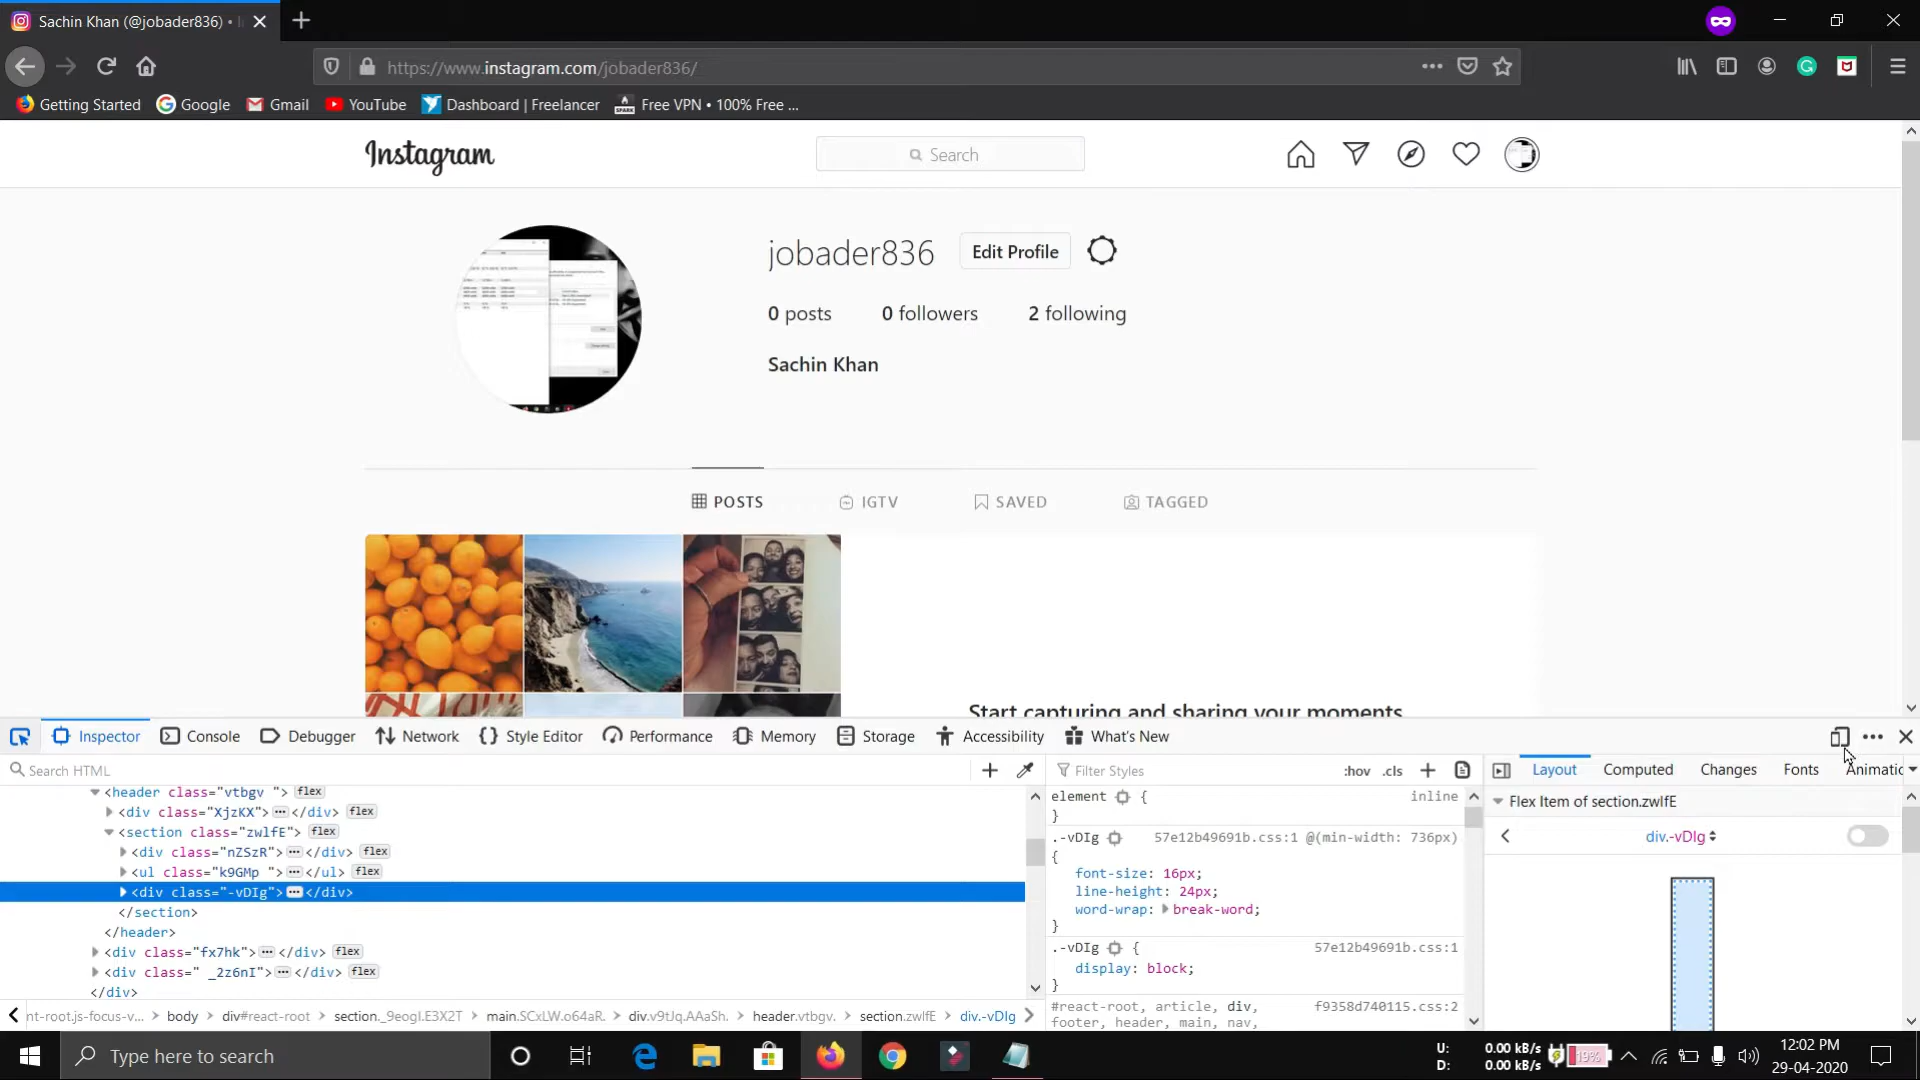 Sachin Khan (@jobader836) •
https://www.instagram.com/jobader836/
Getting Started Google Gmail YouTube Dashboard | Freelancer Free VPN • 100% Free ...
Instagram Search
jobader836 Edit Profile
0 posts 0 followers 2 following
Sachin Khan
POSTS IGTV SAVED TAGGED
Start capturing and sharing your moments
Inspector Console Debugger Network Style Editor Performance Memory Storage Accessibility What's New
Search HTML
<header class="vtbgv "> flex
<div class="XjzKX"> </div> flex
<section class="zwlfE"> flex
<div class="nZSzR"> </div> flex
<ul class="k9GMp "> </ul> flex
<div class="-vDIg"> </div>
</section>
</header>
<div class="fx7hk"> </div> flex
<div class=" _2z6nI"> </div> flex
</div>
nt-root.js-focus-v... body div#react-root section._9eogI.E3X2T main.SCxLW.o64aR. div.v9tJq.AAaSh. header.vtbgv. section.zwlfE div.-vDIg
Filter Styles :hov .cls
element { inline
}
.-vDIg 57e12b49691b.css:1 @(min-width: 736px)
{
font-size: 16px;
line-height: 24px;
word-wrap: break-word;
}
.-vDIg { 57e12b49691b.css:1
display: block;
}
#react-root, article, div, f9358d740115.css:2
footer, header, main, nav,
Layout Computed Changes Fonts Animatic
Flex Item of section.zwlfE
div.-vDIg
Type here to search
U: 0.00 kB/s
D: 0.00 kB/s
19%
12:02 PM
29-04-2020